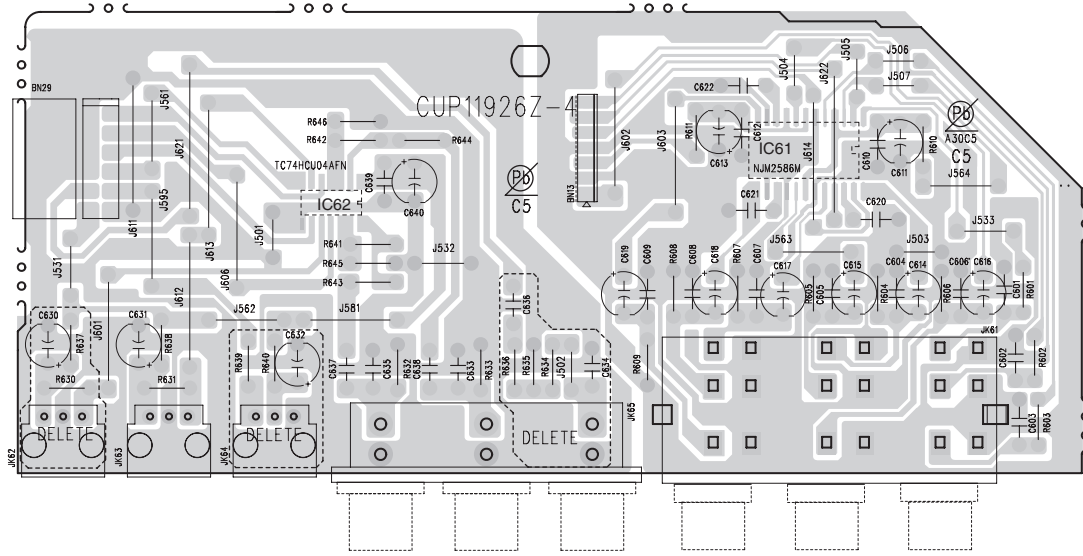 BN29
J561
J621
J595
J611
J613
J531
J612
J606
J601
J501
J562
J581
R646
R642
R644
TC74HCU04AFN
C639
IC62
C640
R641
R645
R643
J532
CUP11926Z-4
Pb
C5
BN13
J602
J603
C622
R611
C613
C612
IC61
NJM2586M
J614
J504
J622
J505
J506
J507
C610
C611
R610
Pb
A30C5
C5
J564
C621
C620
J563
J503
J533
C619
C609
R608
C608
C618
R607
C607
C617
R605
C605
C615
C604
R604
C614
R606
C606
C616
C601
R601
C630
R637
R630
C631
R638
R631
C632
R639
R640
C636
C637
C635
R632
C638
C633
R633
R636
R635
R634
J502
C634
R609
JK61
C602
R602
C603
R603
JK62
DELETE
JK63
JK64
DELETE
DELETE
JK65